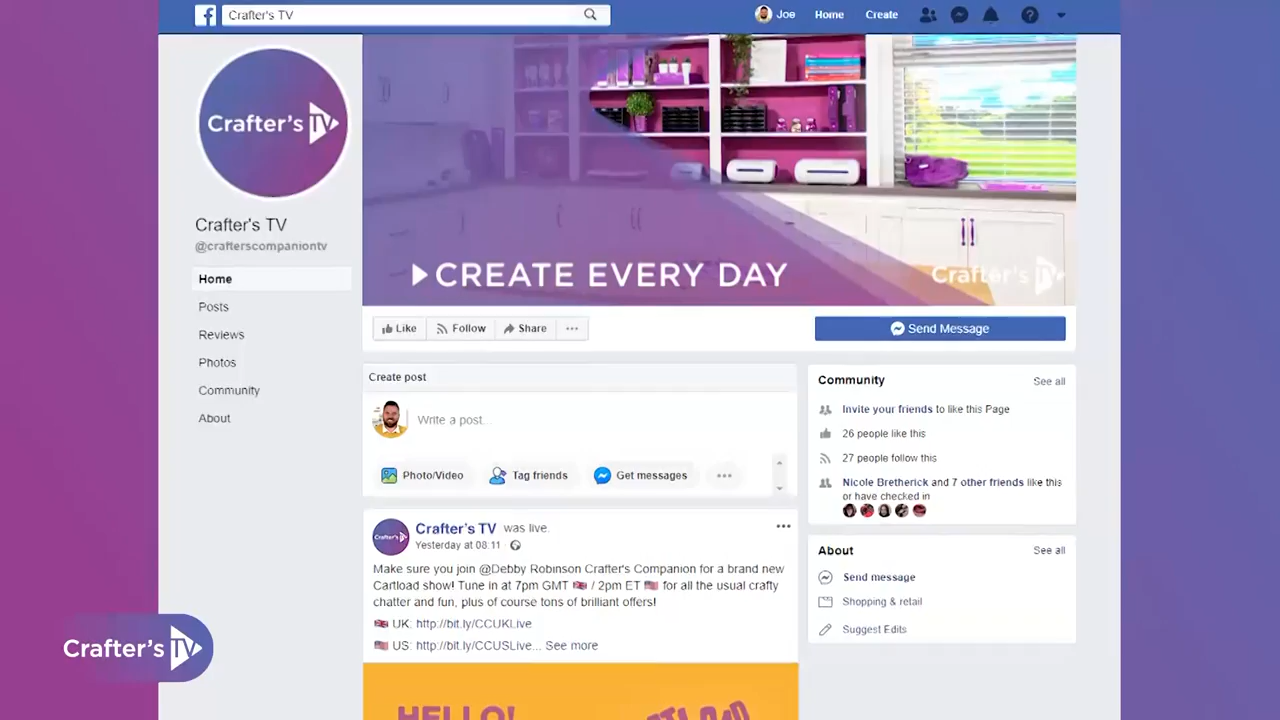 Crafter's TV
Joe
Home
Create
Crafter's TV
CREATE EVERY DAY
Crafter's TV
Crafter's TV
@crafterscompaniontv
Home
Posts
Reviews
Photos
Community
About
Like
Follow
Share
Send Message
Create post
Write a post...
Photo/Video
Tag friends
Get messages
Crafter's TV was live.
Yesterday at 08:11
Make sure you join @Debby Robinson Crafter's Companion for a brand new
Cartload show! Tune in at 7pm GMT 🇬🇧 / 2pm ET 🇺🇸 for all the usual crafty
chatter and fun, plus of course tons of brilliant offers!
🇬🇧 UK: http://bit.ly/CCUKLive
🇺🇸 US: http://bit.ly/CCUSLive... See more
HELLO!
Community
See all
Invite your friends to like this Page
26 people like this
27 people follow this
Nicole Bretherick and 7 other friends like this
or have checked in
About
See all
Send message
Shopping & retail
Suggest Edits
Crafter's TV